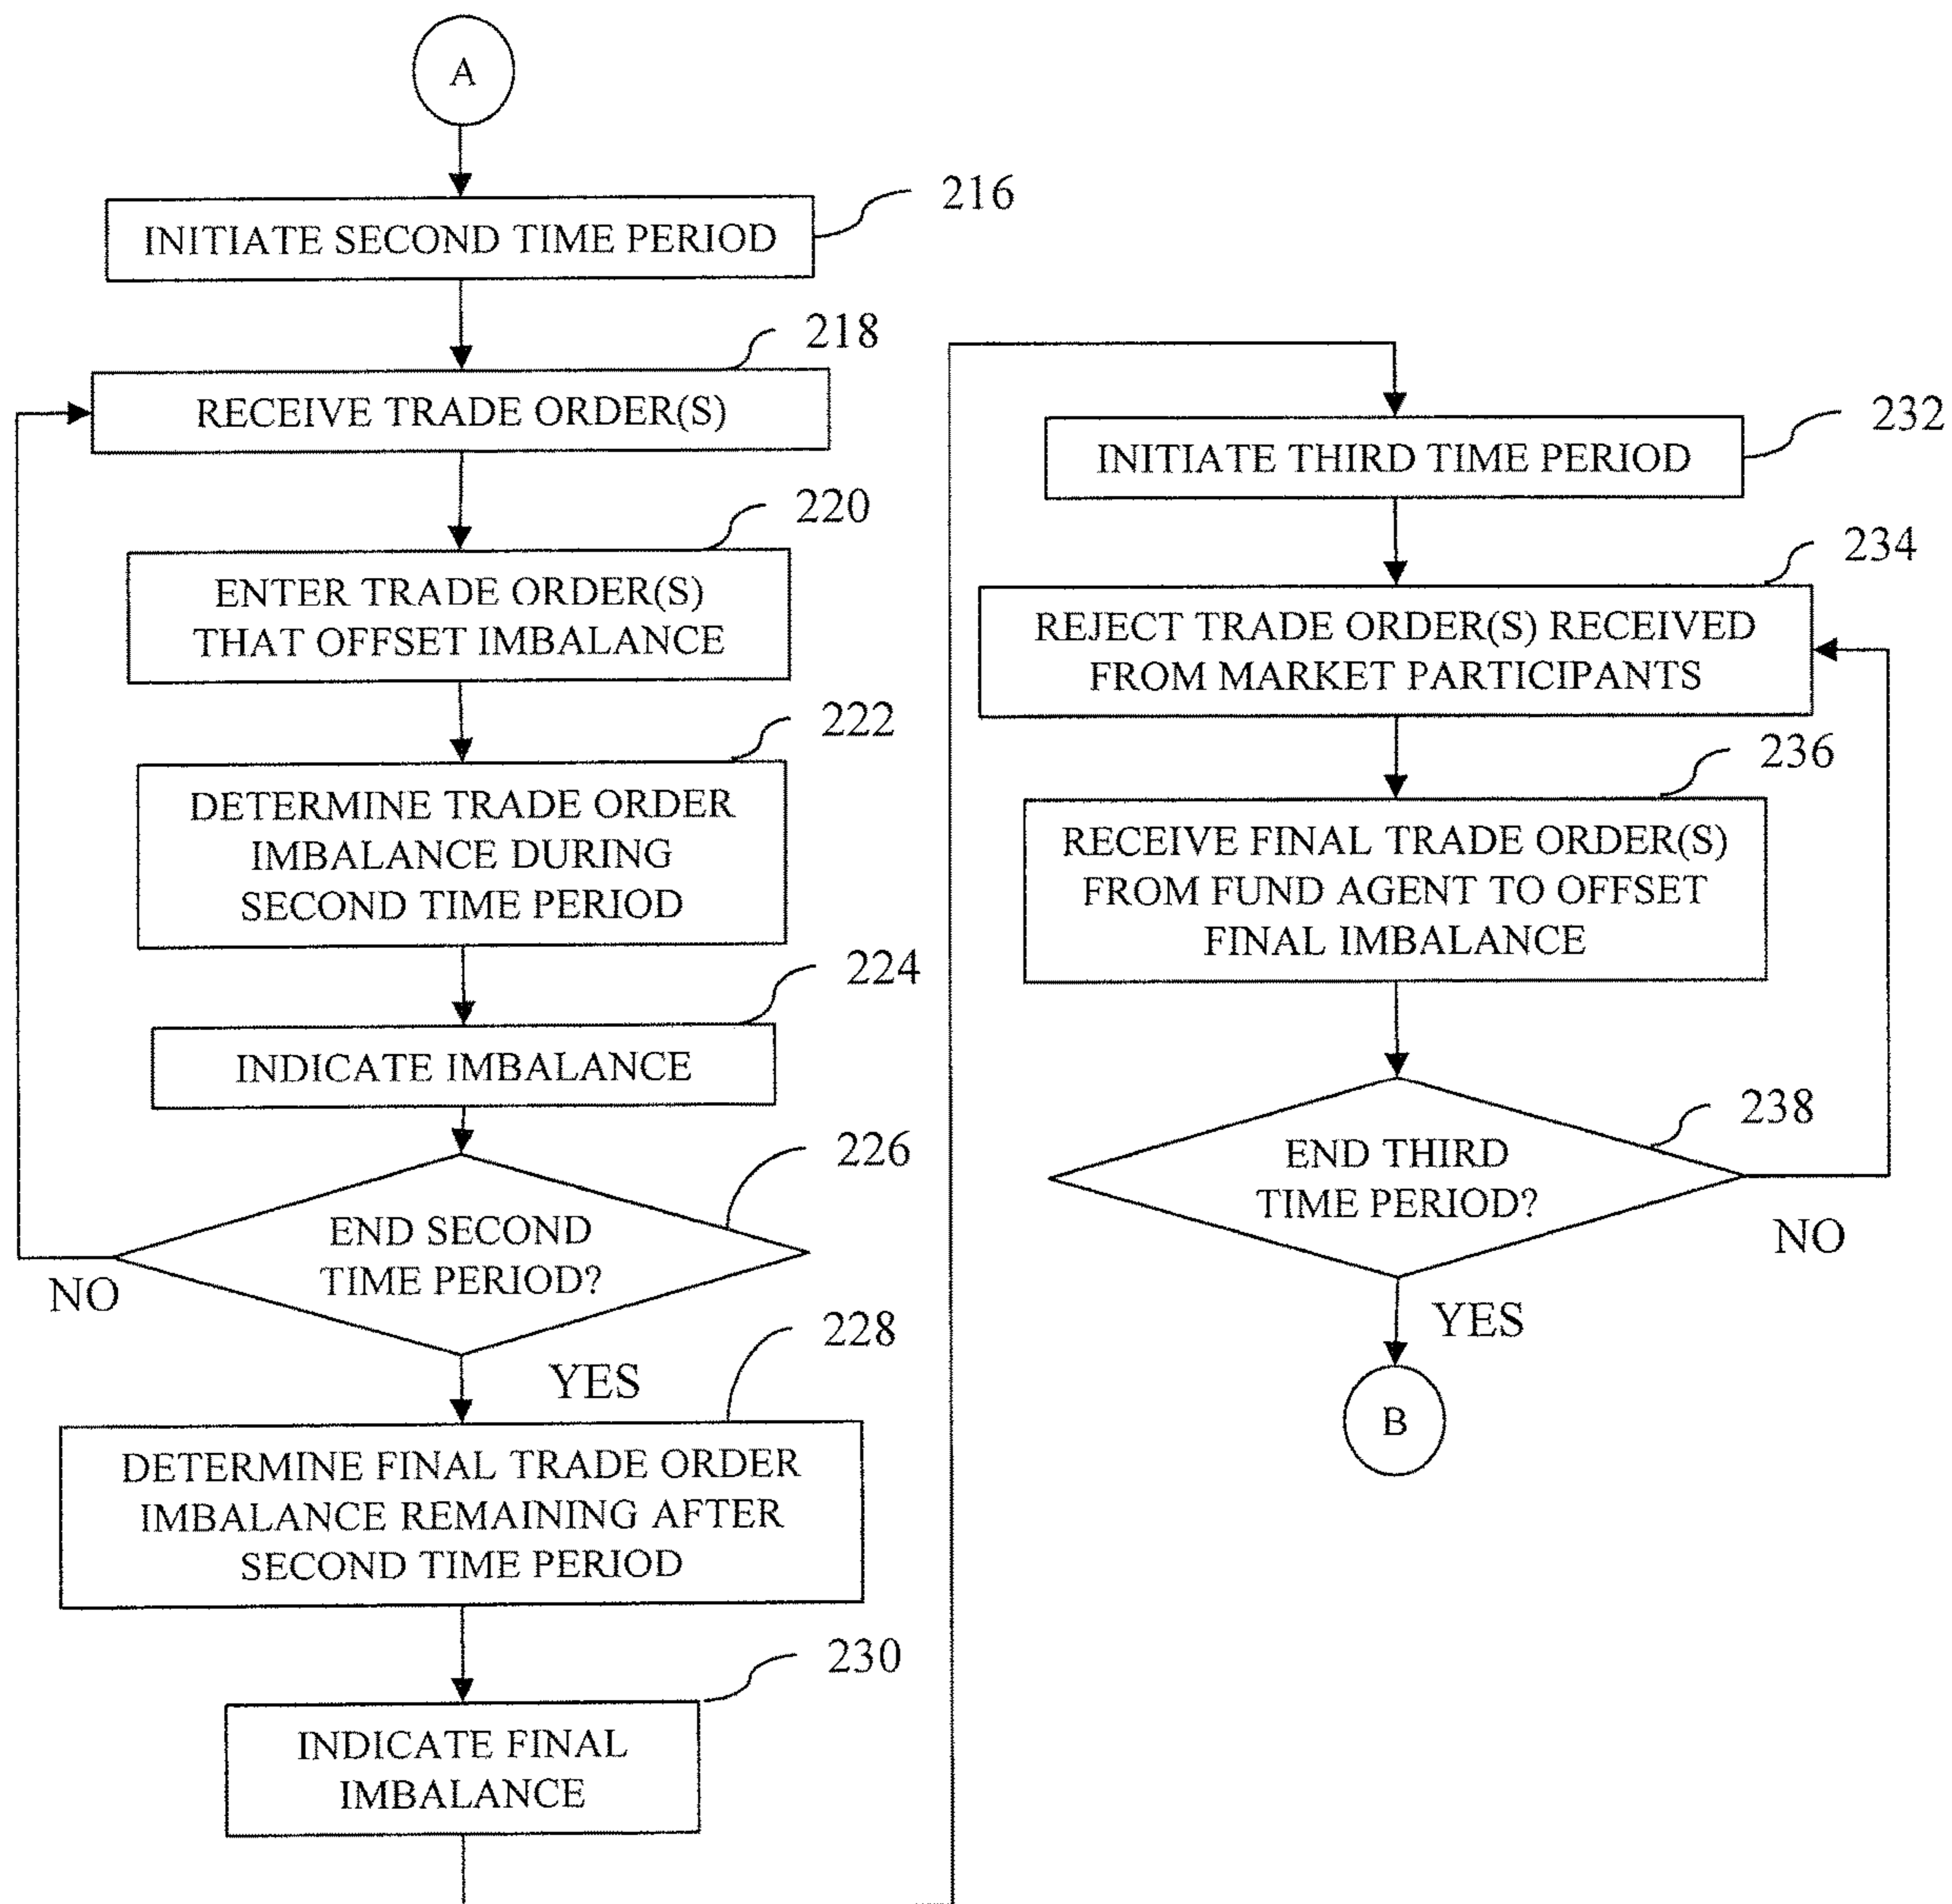 A
INITIATE SECOND TIME PERIOD
216
RECEIVE TRADE ORDER(S)
218
ENTER TRADE ORDER(S)
THAT OFFSET IMBALANCE
220
DETERMINE TRADE ORDER
IMBALANCE DURING
SECOND TIME PERIOD
222
INDICATE IMBALANCE
224
END SECOND
TIME PERIOD?
226
NO
YES
DETERMINE FINAL TRADE ORDER
IMBALANCE REMAINING AFTER
SECOND TIME PERIOD
228
INDICATE FINAL
IMBALANCE
230
INITIATE THIRD TIME PERIOD
232
REJECT TRADE ORDER(S) RECEIVED
FROM MARKET PARTICIPANTS
234
RECEIVE FINAL TRADE ORDER(S)
FROM FUND AGENT TO OFFSET
FINAL IMBALANCE
236
END THIRD
TIME PERIOD?
238
NO
YES
B